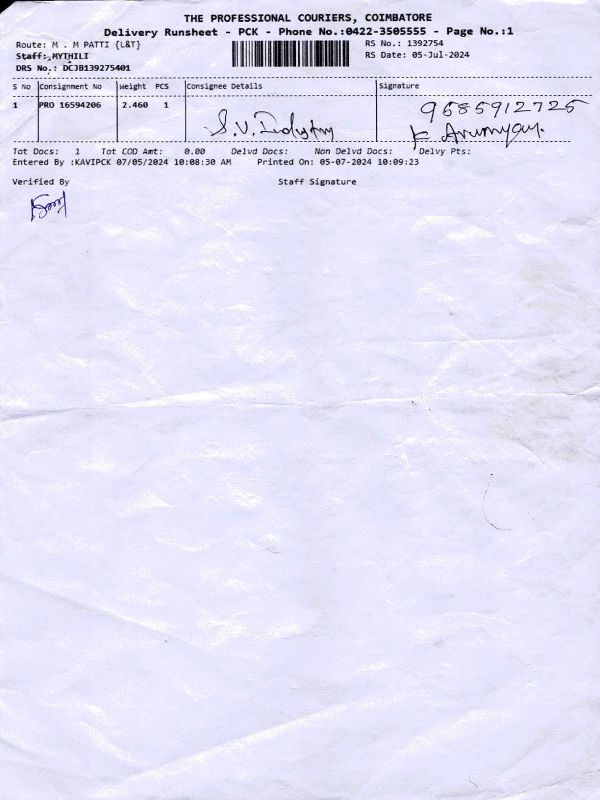 THE PROFESSIONAL COURIERS, COIMBATORE
Delivery Runsheet - PCK - Phone No.:0422-3505555 - Page No.:1
Route: M . M PATTI {L&T}
RS No.: 1392754
Staff: MYTHILI
RS Date: 05-Jul-2024
DRS No.: DCJB139275401
S No Consignment No Weight PCS Consignee Details Signature
1 PRO 16594206 2.460 1 9585912725
S.V. Industry K Arumugam.
Tot Docs: 1 Tot COD Amt: 0.00 Delvd Docs: Non Delvd Docs: Delvy Pts:
Entered By :KAVIPCK 07/05/2024 10:08:30 AM Printed On: 05-07-2024 10:09:23
Verified By Staff Signature